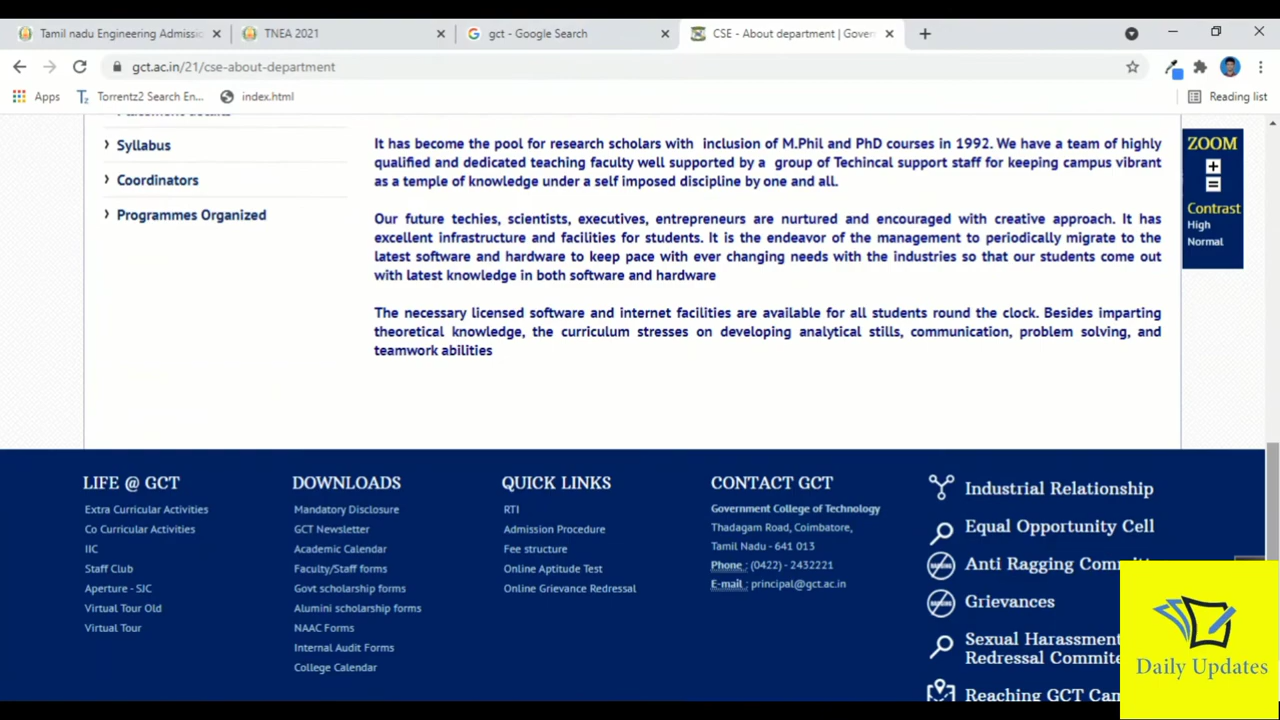 Tamil nadu Engineering Admissi
TNEA 2021
gct - Google Search
CSE - About department | Govern
gct.ac.in/21/cse-about-department
Apps
Torrentz2 Search En...
index.html
Reading list
Syllabus
Coordinators
Programmes Organized
It has become the pool for research scholars with inclusion of M.Phil and PhD courses in 1992. We have a team of highly
qualified and dedicated teaching faculty well supported by a group of Techincal support staff for keeping campus vibrant
as a temple of knowledge under a self imposed discipline by one and all.
Our future techies, scientists, executives, entrepreneurs are nurtured and encouraged with creative approach. It has
excellent infrastructure and facilities for students. It is the endeavor of the management to periodically migrate to the
latest software and hardware to keep pace with ever changing needs with the industries so that our students come out
with latest knowledge in both software and hardware
The necessary licensed software and internet facilities are available for all students round the clock. Besides imparting
theoretical knowledge, the curriculum stresses on developing analytical stills, communication, problem solving, and
teamwork abilities
ZOOM
Contrast
High
Normal
LIFE @ GCT
Extra Curricular Activities
Co Curricular Activities
IIC
Staff Club
Aperture - SJC
Virtual Tour Old
Virtual Tour
DOWNLOADS
Mandatory Disclosure
GCT Newsletter
Academic Calendar
Faculty/Staff forms
Govt scholarship forms
Alumini scholarship forms
NAAC Forms
Internal Audit Forms
College Calendar
QUICK LINKS
RTI
Admission Procedure
Fee structure
Online Aptitude Test
Online Grievance Redressal
CONTACT GCT
Government College of Technology
Thadagam Road, Coimbatore,
Tamil Nadu - 641 013
Phone : (0422) - 2432221
E-mail : principal@gct.ac.in
Industrial Relationship
Equal Opportunity Cell
Anti Ragging Committ
Grievances
Sexual Harassment
Redressal Commite
Reaching GCT Cam
Daily Updates